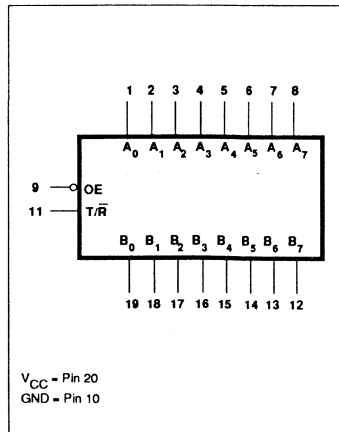 1 2 3 4 5 6 7 8
A0 A1 A2 A3 A4 A5 A6 A7
9 OE
11 T/R̅
B0 B1 B2 B3 B4 B5 B6 B7
19 18 17 16 15 14 13 12
VCC = Pin 20
GND = Pin 10